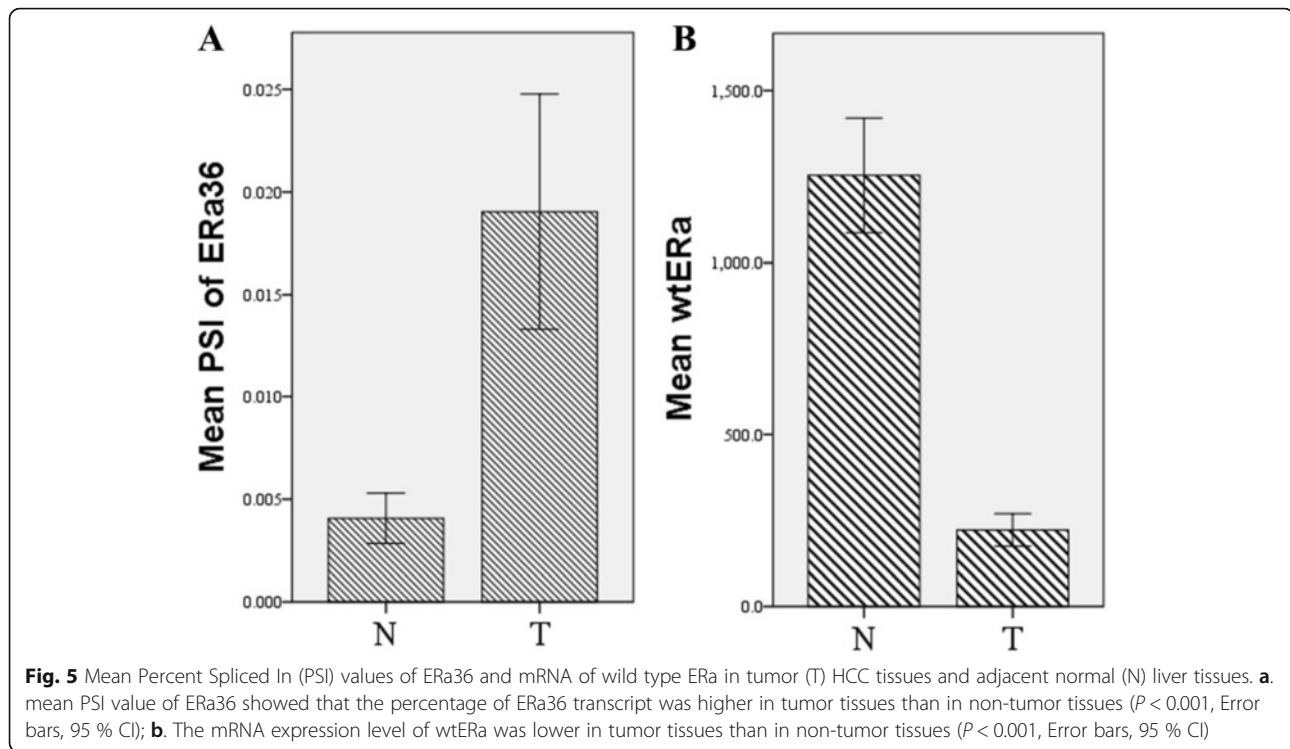 A
Mean PSI of ERa36
0.025
0.020
0.015
0.010
0.005
0.000
N
T
B
Mean wtERa
1,500.0
1,000.0
500.0
0.0
N
T
Fig. 5 Mean Percent Spliced In (PSI) values of ERa36 and mRNA of wild type ERa in tumor (T) HCC tissues and adjacent normal (N) liver tissues. a.
mean PSI value of ERa36 showed that the percentage of ERa36 transcript was higher in tumor tissues than in non-tumor tissues (P < 0.001, Error
bars, 95 % CI); b. The mRNA expression level of wtERa was lower in tumor tissues than in non-tumor tissues (P < 0.001, Error bars, 95 % CI)